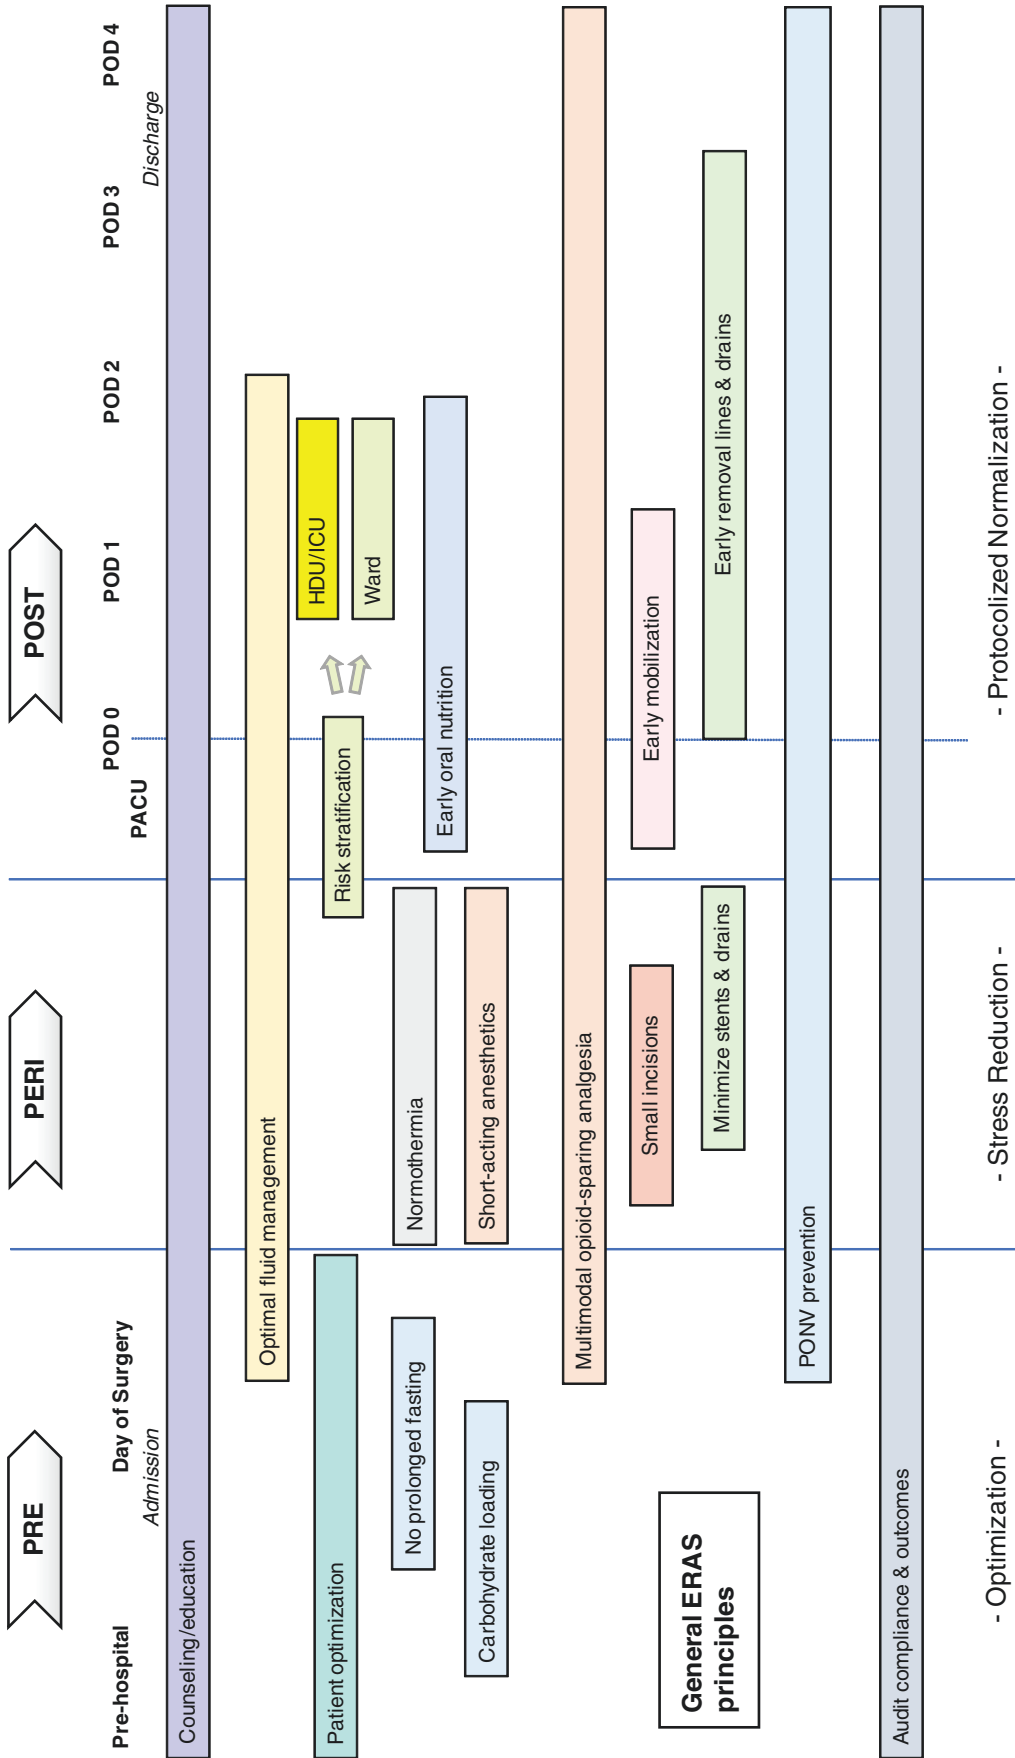 PRE
PERI
POST
Pre-hospital
Day of Surgery
PACU
POD 0
POD 1
POD 2
POD 3
POD 4
Admission
Discharge
Counseling/education
Optimal fluid management
Patient optimization
Risk stratification
HDU/ICU
Ward
No prolonged fasting
Normothermia
Early oral nutrition
Carbohydrate loading
Short-acting anesthetics
Multimodal opioid-sparing analgesia
Small incisions
Early mobilization
General ERAS
principles
Minimize stents & drains
Early removal lines & drains
PONV prevention
Audit compliance & outcomes
- Optimization -
- Stress Reduction -
- Protocolized Normalization -